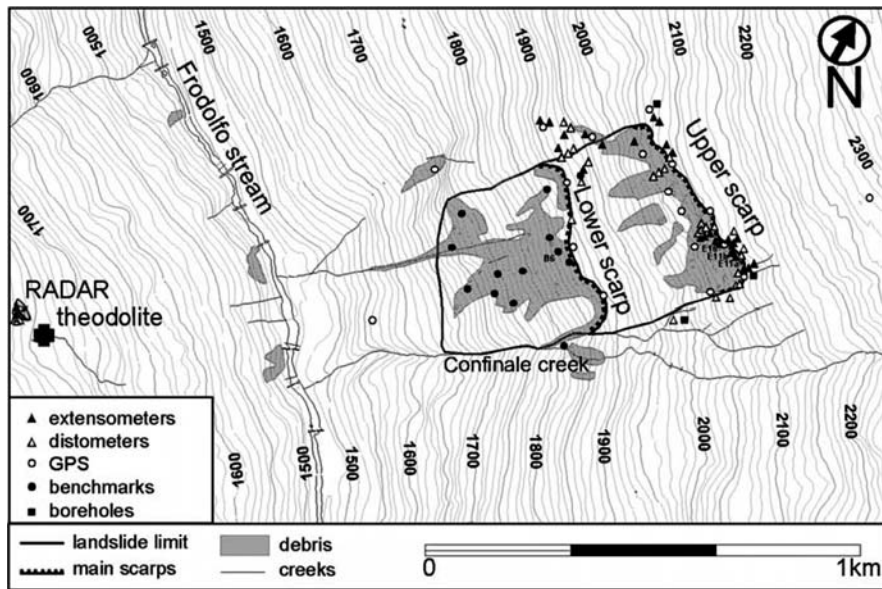 1500
1500
1600
1700
1800
1900
2000
2100
2200
1600
N
Frodolfo stream
Upper scarp
2300
1700
Lower scarp
B6
RADAR
theodolite
Confinale creek
extensometers
distometers
GPS
benchmarks
boreholes
1600
1500
1500
1600
1700
1800
1900
2000
2100
2200
landslide limit
debris
main scarps
creeks
0
1km